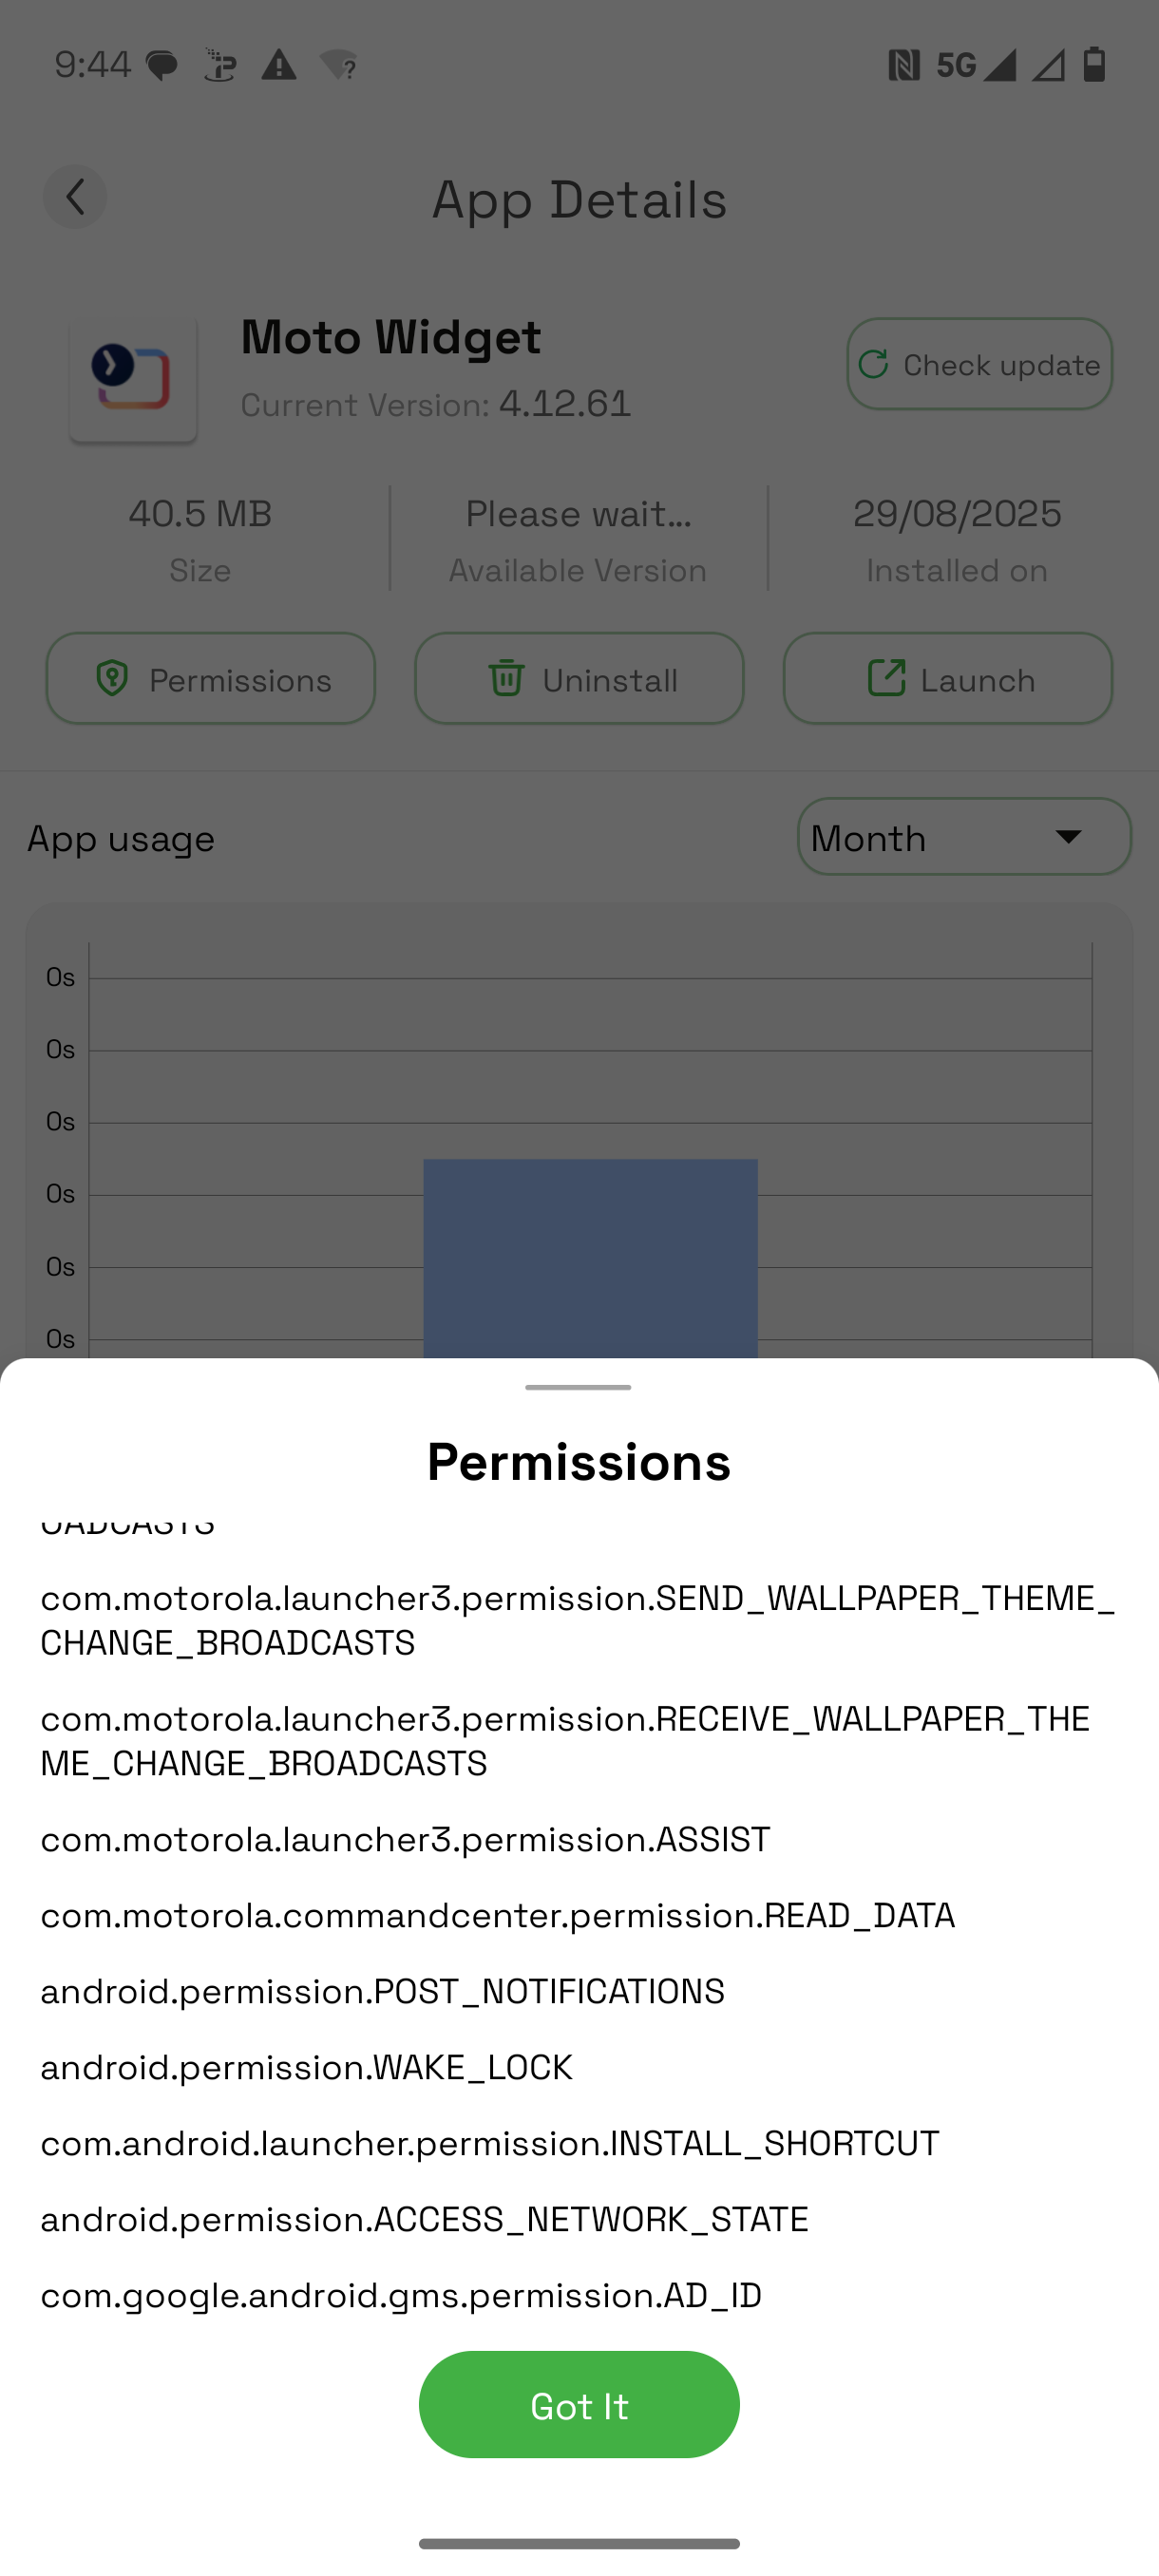 9:44
5G
App Details
Moto Widget
Current Version: 4.12.61
Check update
40.5 MB
Size
Please wait...
Available Version
29/08/2025
Installed on
Permissions
Uninstall
Launch
App usage
Month
0s
0s
0s
0s
0s
0s
Permissions
OADCASTS
com.motorola.launcher3.permission.SEND_WALLPAPER_THEME_
CHANGE_BROADCASTS
com.motorola.launcher3.permission.RECEIVE_WALLPAPER_THE
ME_CHANGE_BROADCASTS
com.motorola.launcher3.permission.ASSIST
com.motorola.commandcenter.permission.READ_DATA
android.permission.POST_NOTIFICATIONS
android.permission.WAKE_LOCK
com.android.launcher.permission.INSTALL_SHORTCUT
android.permission.ACCESS_NETWORK_STATE
com.google.android.gms.permission.AD_ID
Got It